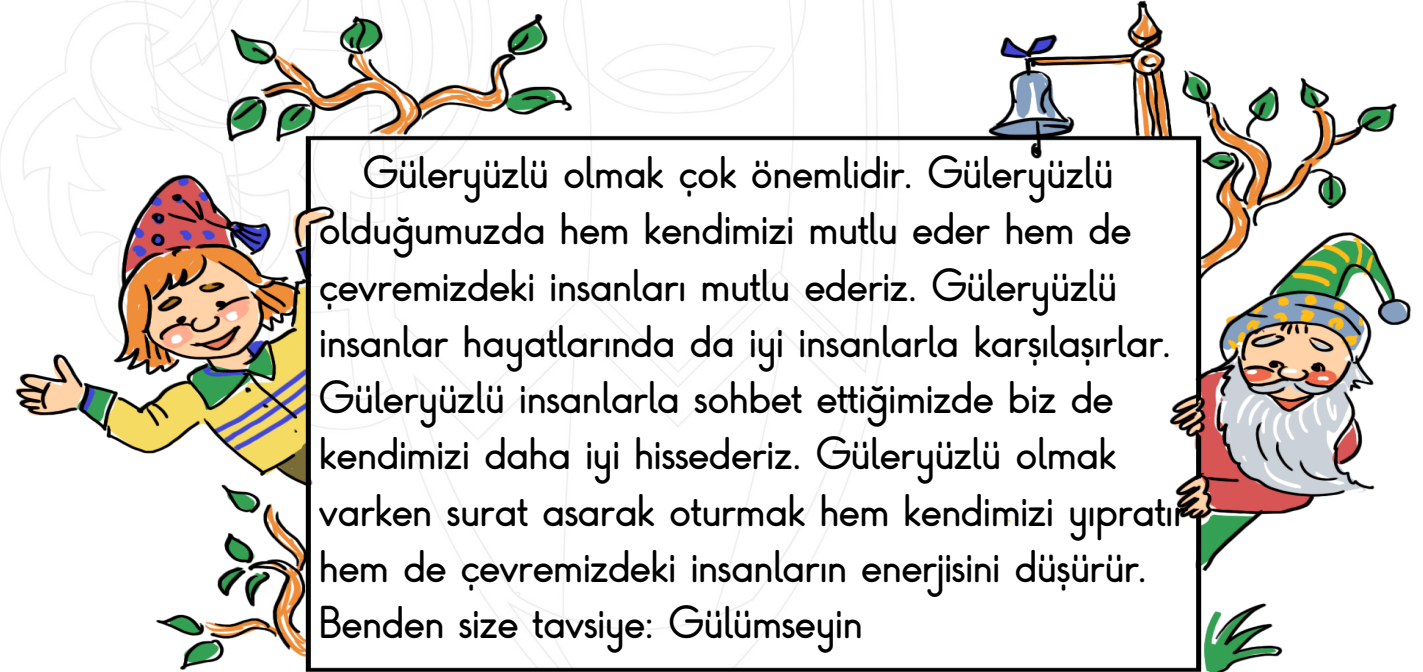 Güleryüzlü olmak çok önemlidir. Güleryüzlü
olduğumuzda hem kendimizi mutlu eder hem de
çevremizdeki insanları mutlu ederiz. Güleryüzlü
insanlar hayatlarında da iyi insanlarla karşılaşırlar.
Güleryüzlü insanlarla sohbet ettiğimizde biz de
kendimizi daha iyi hissederiz. Güleryüzlü olmak
varken surat asarak oturmak hem kendimizi yıpratır
hem de çevremizdeki insanların enerjisini düşürür.
Benden size tavsiye: Gülümseyin